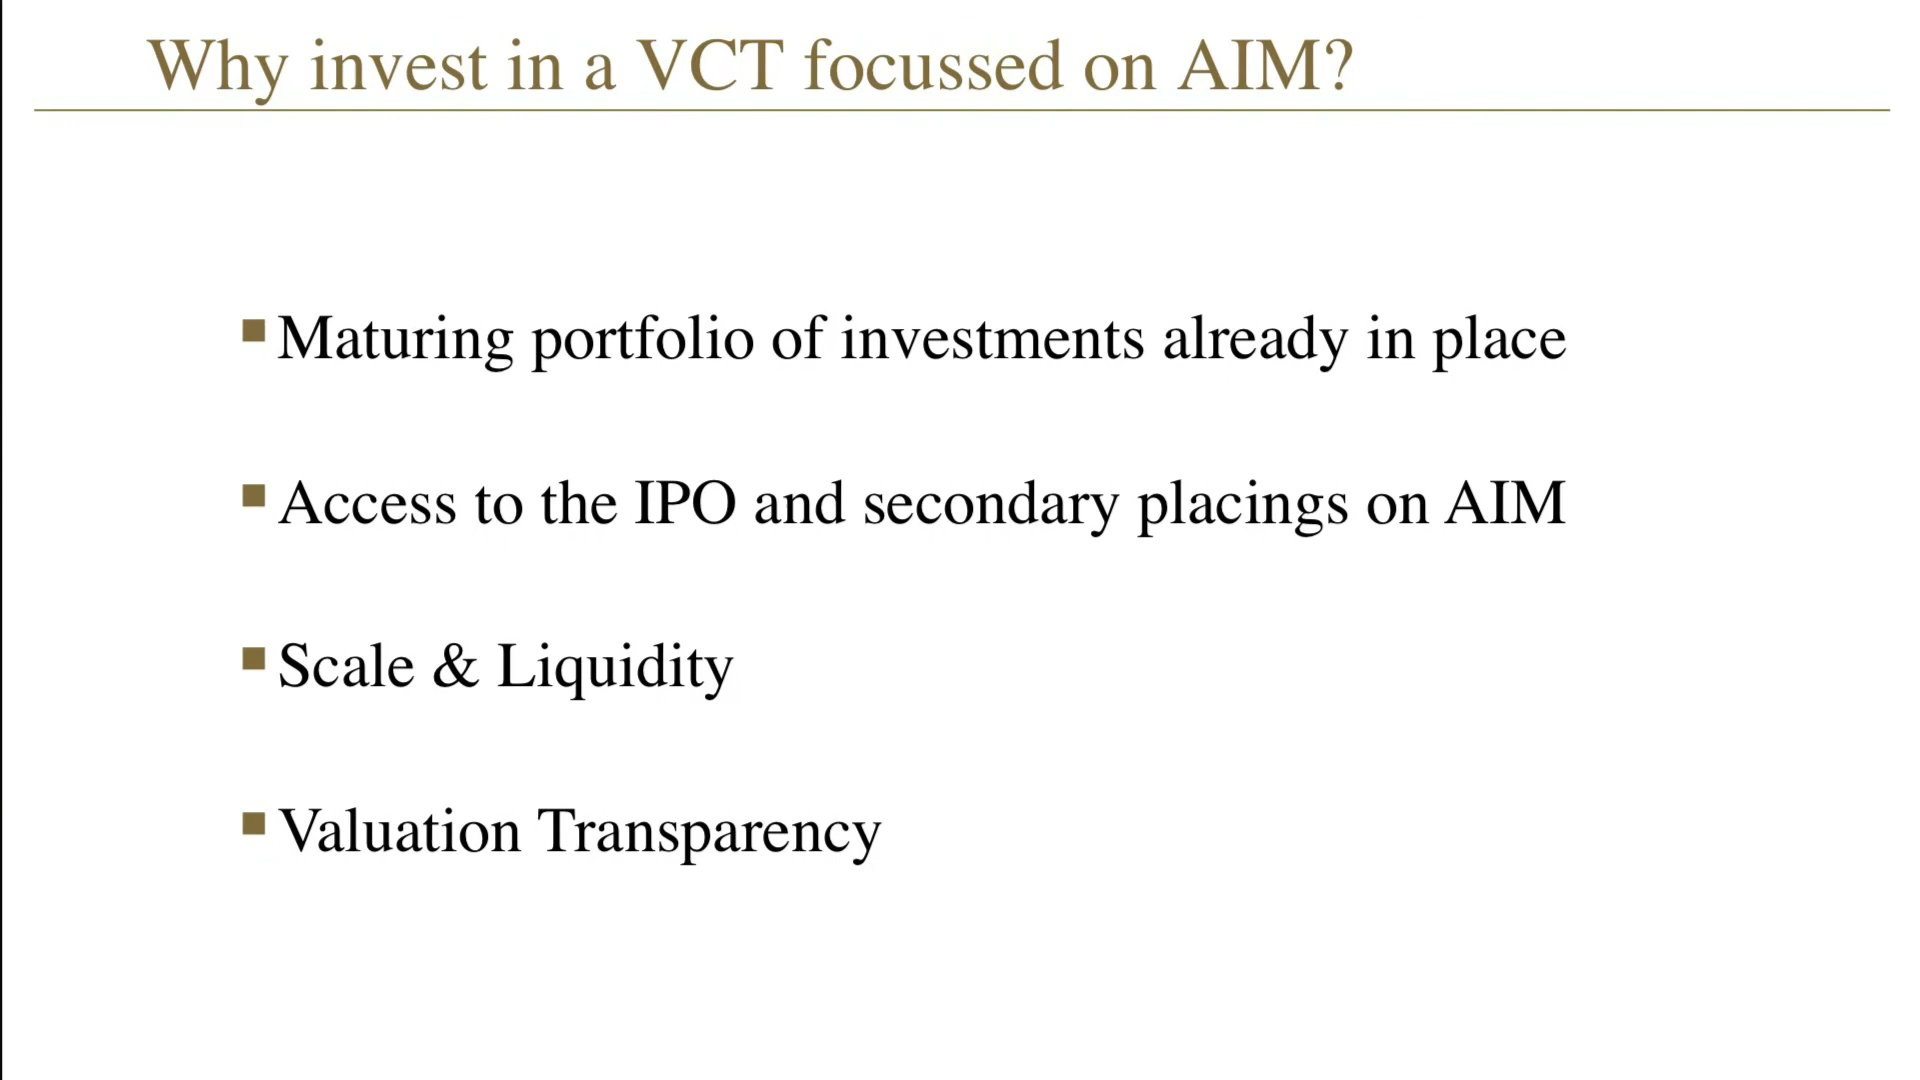 Why invest in a VCT focussed on AIM?
Maturing portfolio of investments already in place
Access to the IPO and secondary placings on AIM
Scale & Liquidity
Valuation Transparency